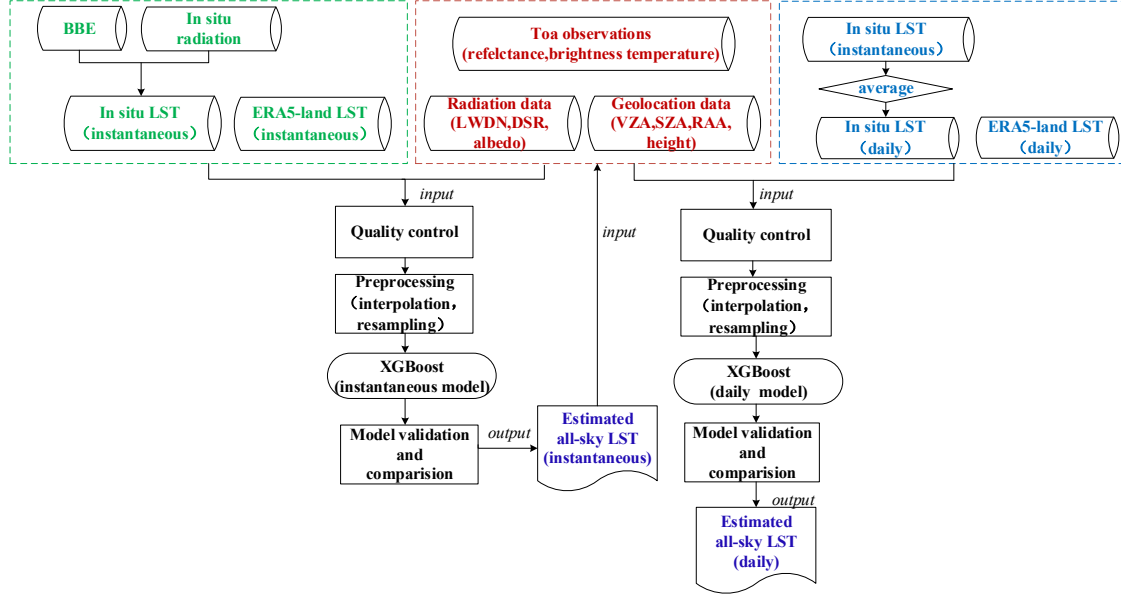 BBE
In situ
radiation
In situ LST
（instantaneous）
ERA5-land LST
（instantaneous）
Toa observations
(refelctance,brightness temperature)
Radiation data
(LWDN,DSR,
albedo)
Geolocation data
(VZA,SZA,RAA,
height)
In situ LST
（instantaneous）
average
In situ LST
（daily）
ERA5-land LST
（daily）
input
Quality control
Preprocessing
（interpolation，
resampling）
XGBoost
(instantaneous model)
Model validation
and
comparision
output
Estimated
all-sky LST
(instantaneous)
input
input
Quality control
Preprocessing
（interpolation，
resampling）
XGBoost
(daily model)
Model validation
and
comparision
output
Estimated
all-sky LST
(daily)